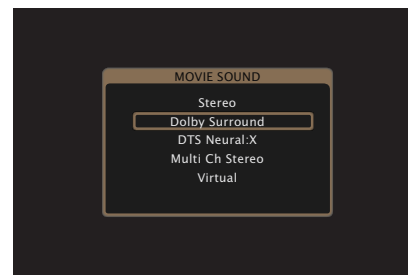 MOVIE SOUND
Stereo
Dolby Surround
DTS Neural:X
Multi Ch Stereo
Virtual